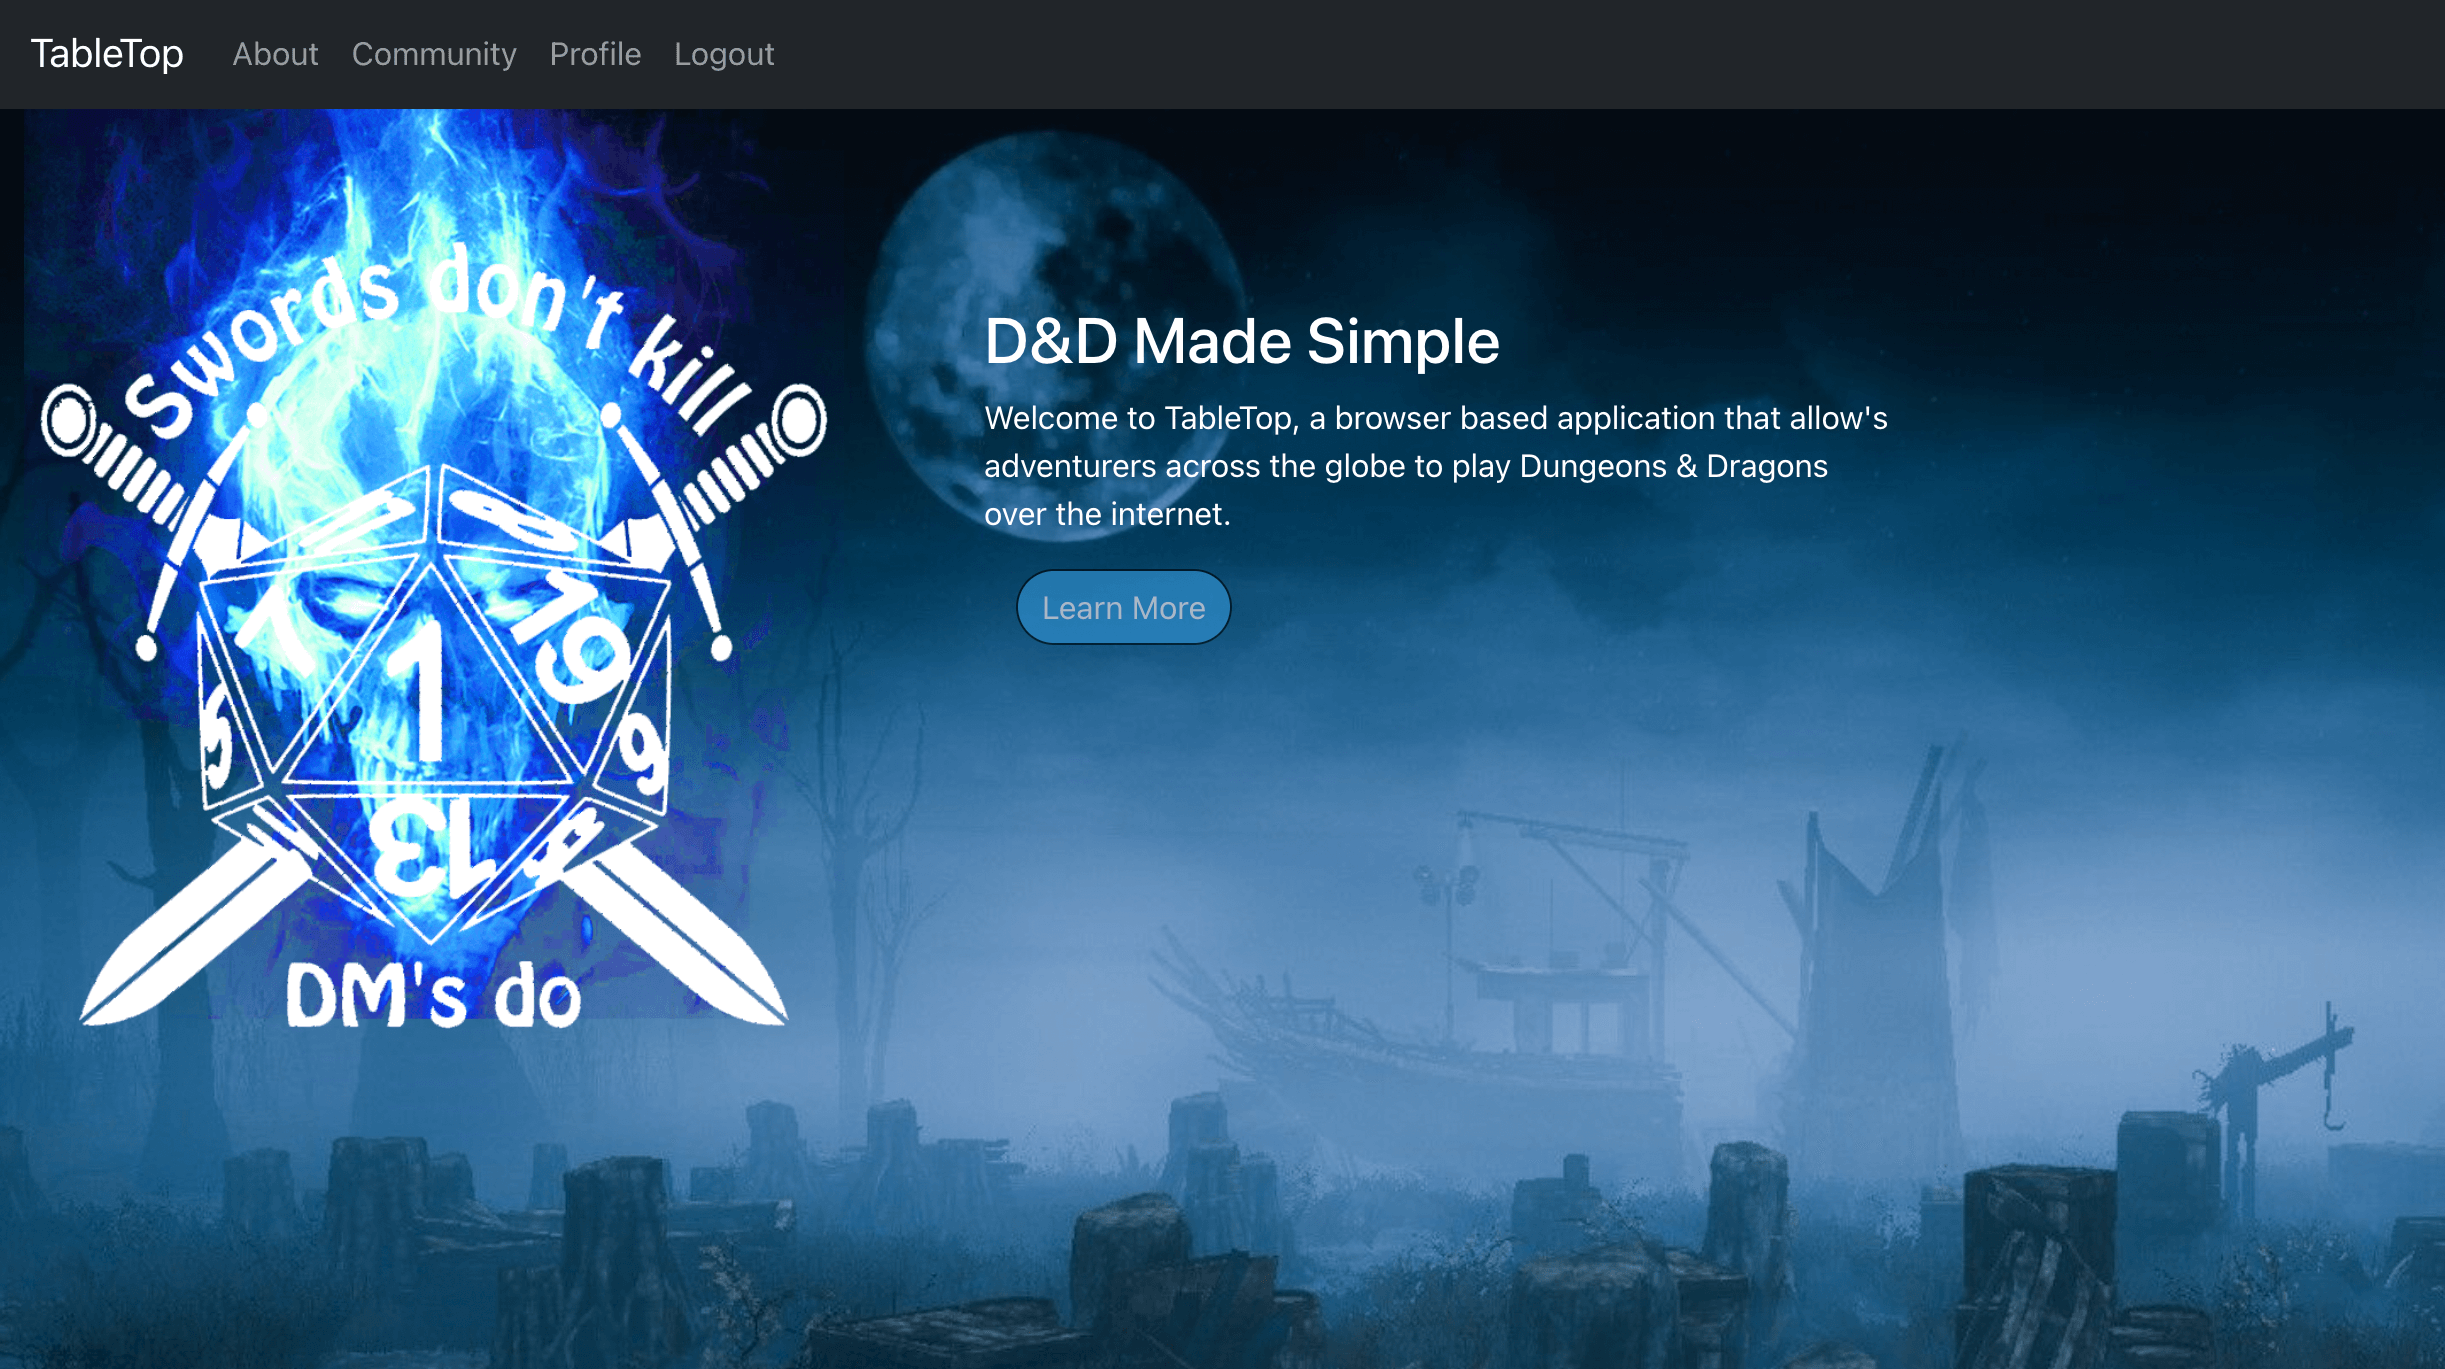 TableTop About Community Profile Logout
Swords don't kill
7
1
19
5
9
13
DM's do
D&D Made Simple
Welcome to TableTop, a browser based application that allow's
adventurers across the globe to play Dungeons & Dragons
over the internet.
Learn More